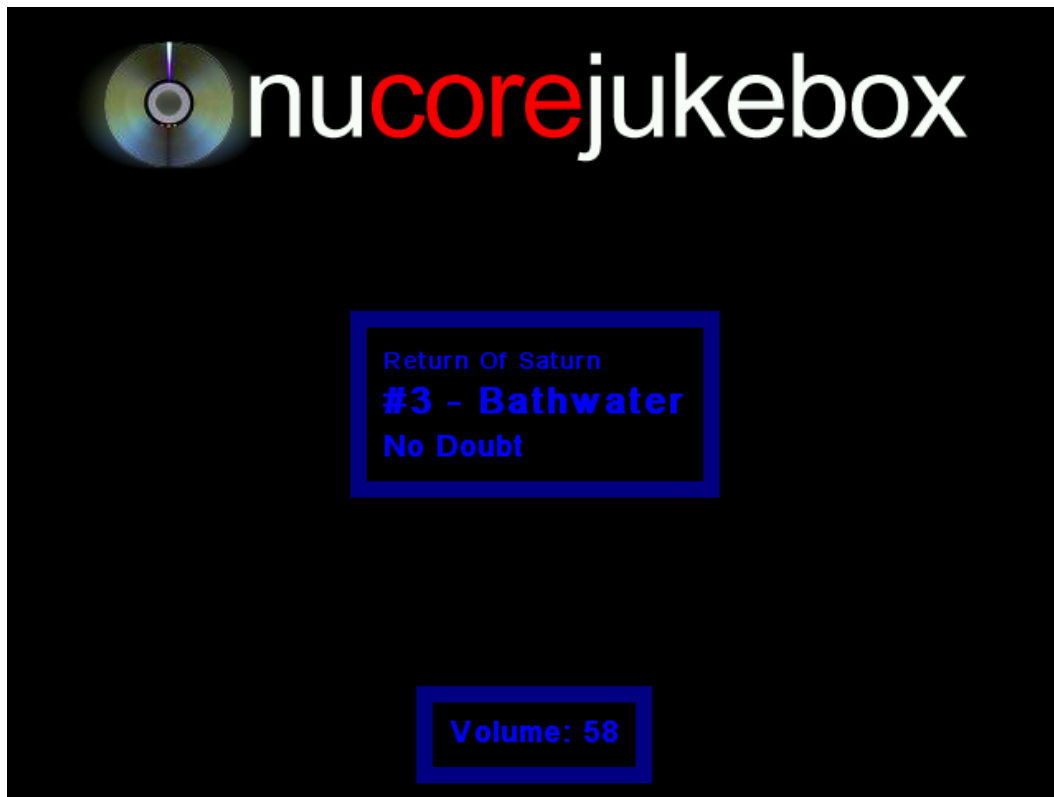 nucorejukebox
Return Of Saturn
#3 - Bathwater
No Doubt
Volume: 58